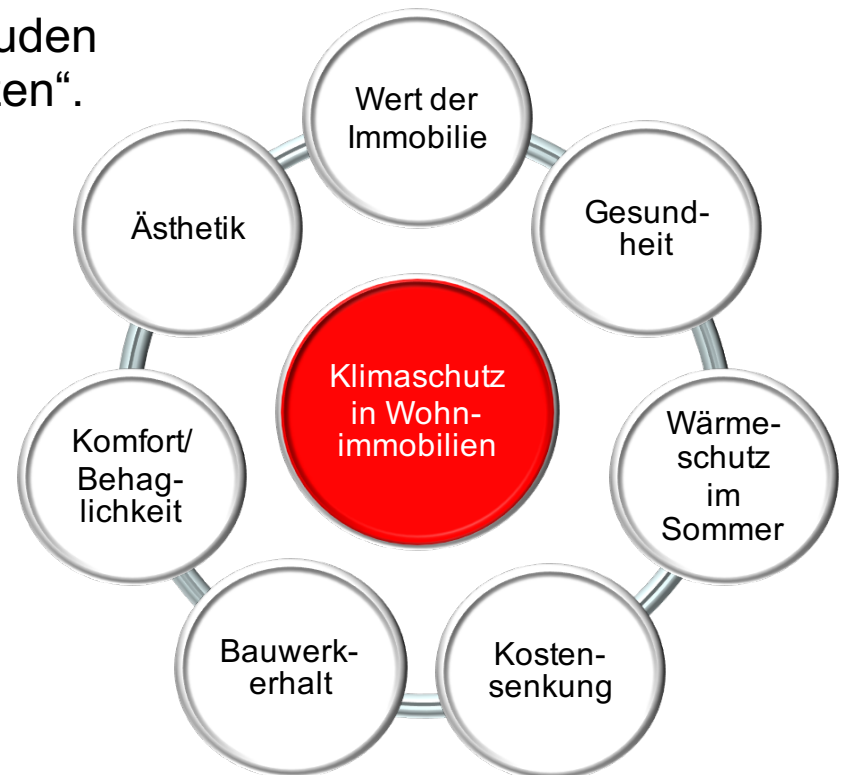 uden
zen“.
Wert der
Immobilie
Gesund-
heit
Wärme-
schutz
im
Sommer
Kosten-
senkung
Bauwerk-
erhalt
Komfort/
Behag-
lichkeit
Ästhetik
Klimaschutz
in Wohn-
immobilien